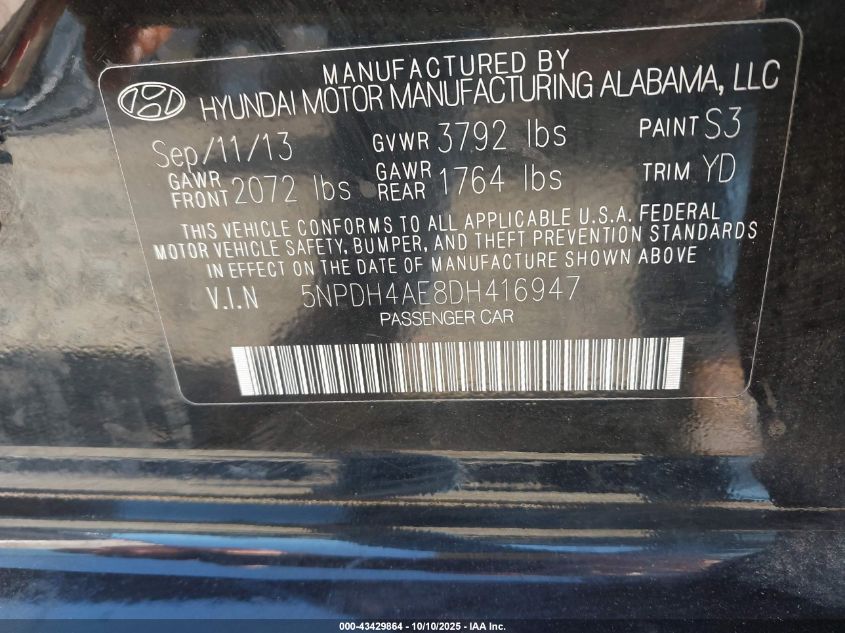 MANUFACTURED BY
HYUNDAI MOTOR MANUFACTURING ALABAMA, LLC
Sep/11/13 GVWR 3792 lbs PAINT S3
GAWR FRONT 2072 lbs GAWR REAR 1764 lbs TRIM YD
THIS VEHICLE CONFORMS TO ALL APPLICABLE U.S.A. FEDERAL
MOTOR VEHICLE SAFETY, BUMPER, AND THEFT PREVENTION STANDARDS
IN EFFECT ON THE DATE OF MANUFACTURE SHOWN ABOVE
V.I.N 5NPDH4AE8DH416947
PASSENGER CAR
000-43429864 - 10/10/2025 - IAA Inc.